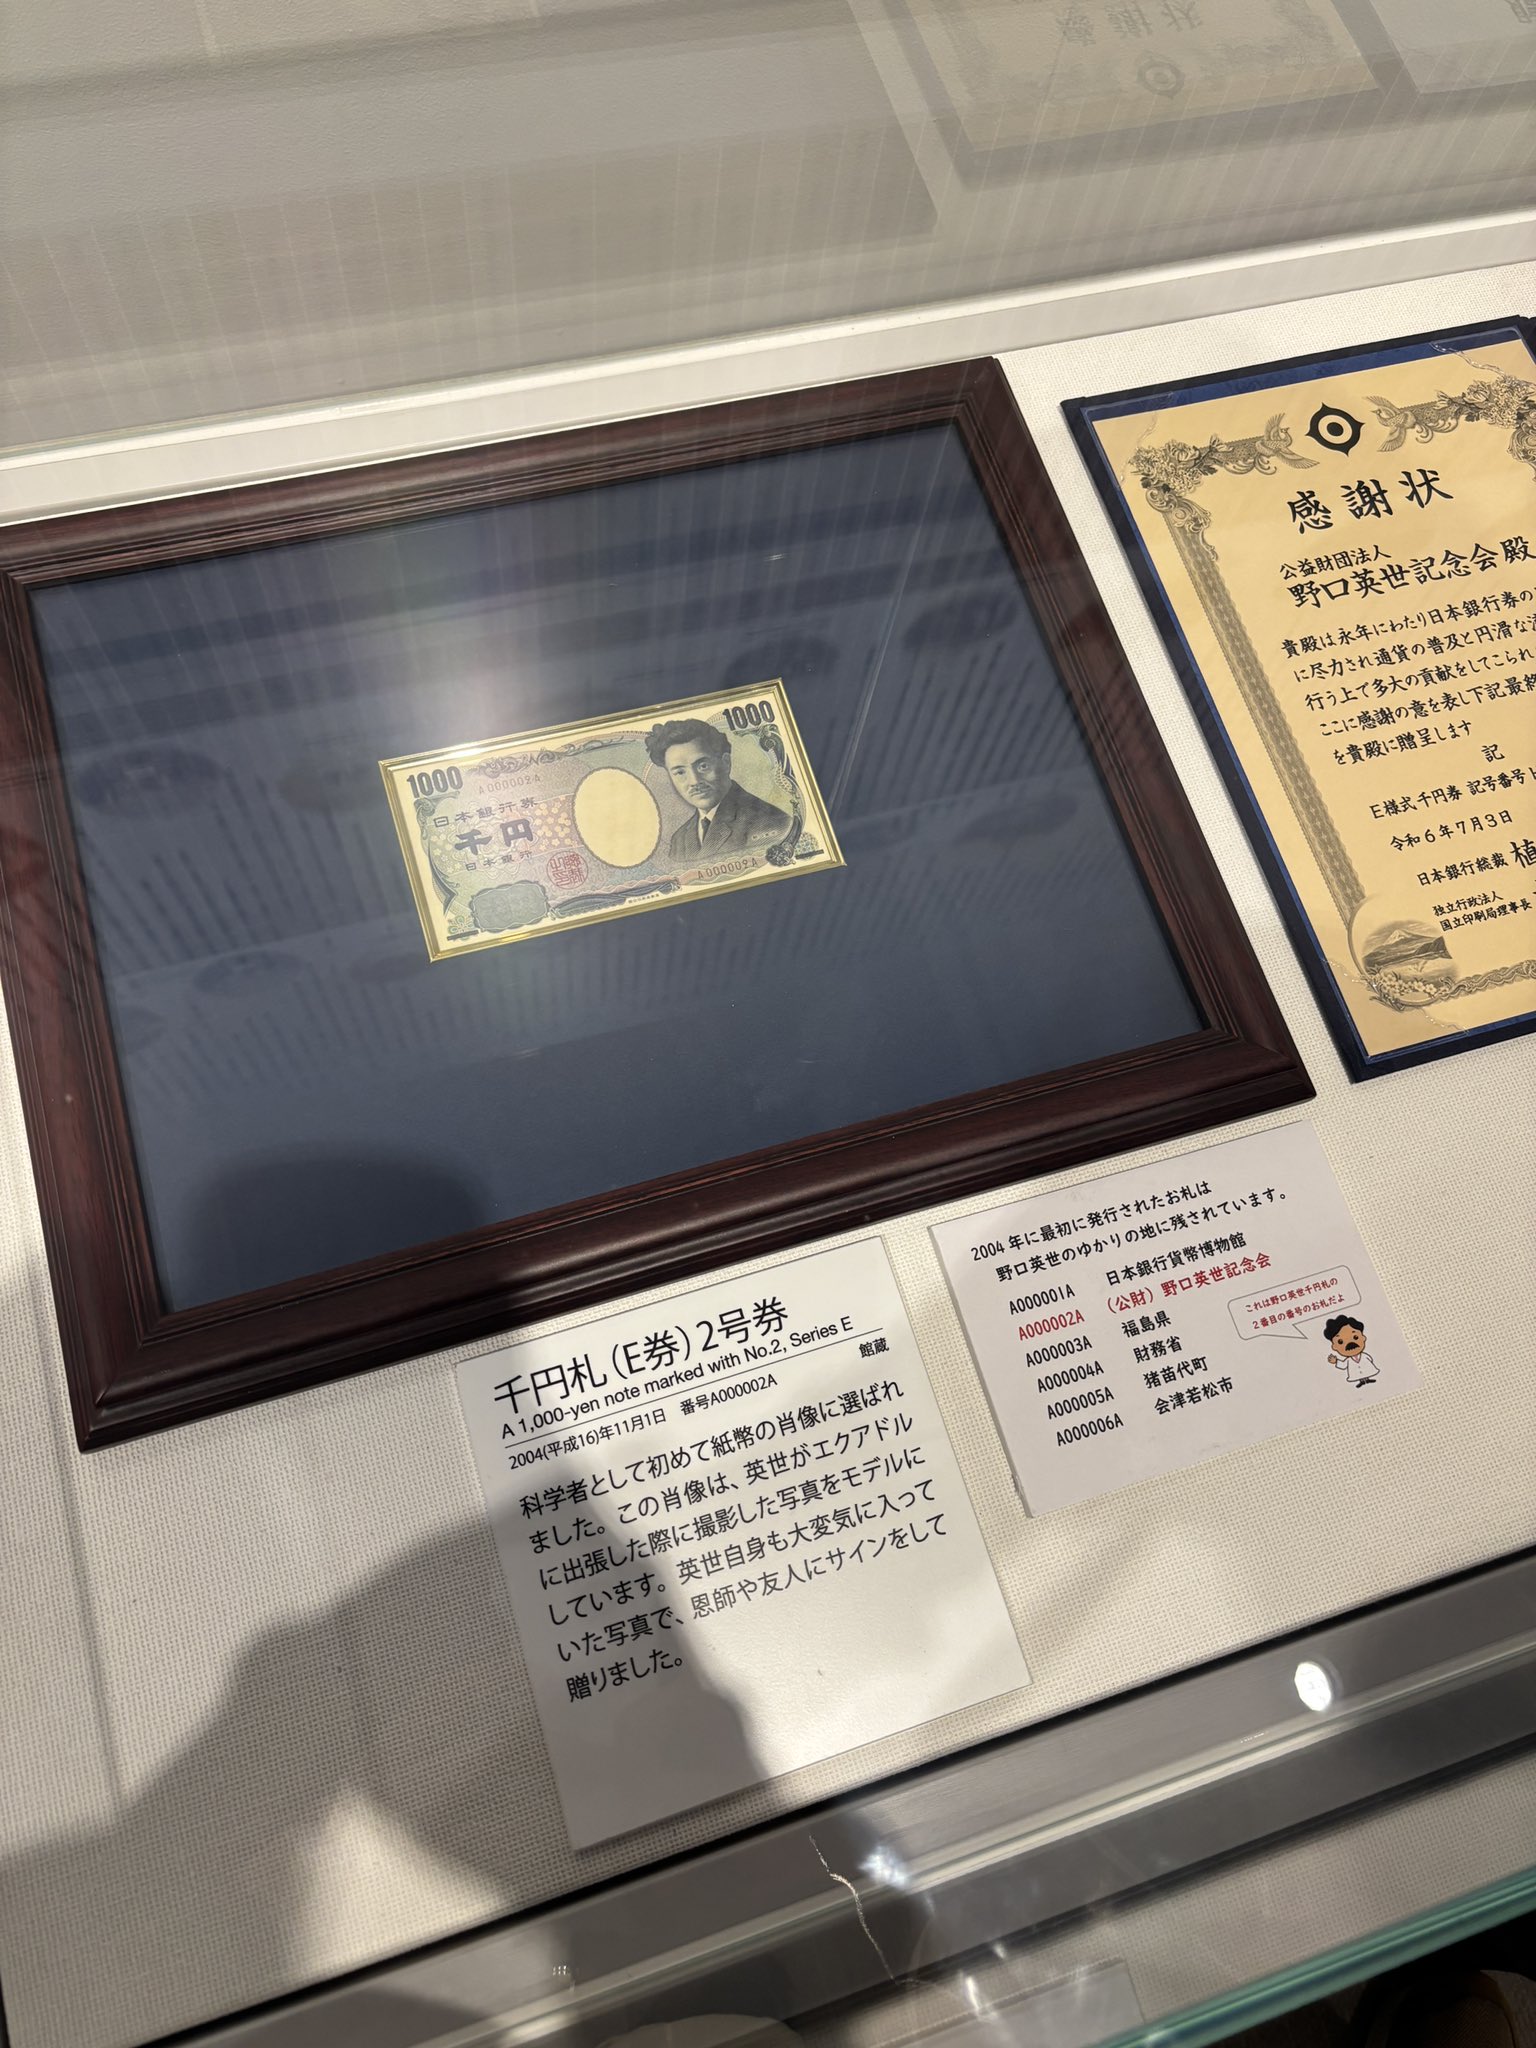 1000
1000
A000002A
日本銀行券
千円
日本銀行
A000002A
感謝状
公益財団法人
野口英世記念会殿
貴殿は永年にわたり日本銀行券の
に尽力され通貨の普及と円滑な
行う上で多大の貢献をしてこられ
ここに感謝の意を表し下記最終
を貴殿に贈呈します
記
E様式千円券 記号番号
令和6年7月3日
日本銀行総裁 植
独立行政法人
国立印刷局理事長
千円札(E券)2号券
A 1,000-yen note marked with No.2, Series E
2004(平成16)年11月1日 番号A000002A 館蔵
科学者として初めて紙幣の肖像に選ばれ
ました。この肖像は、英世がエクアドル
に出張した際に撮影した写真をモデルに
しています。英世自身も大変気に入って
いた写真で、恩師や友人にサインをして
贈りました。
2004年に最初に発行されたお札は
野口英世のゆかりの地に残されています。
A000001A 日本銀行貨幣博物館
A000002A (公財)野口英世記念会
A000003A 福島県
A000004A 財務省
A000005A 猪苗代町
A000006A 会津若松市
これは野口英世千円札の
2番目の番号のお札だよ